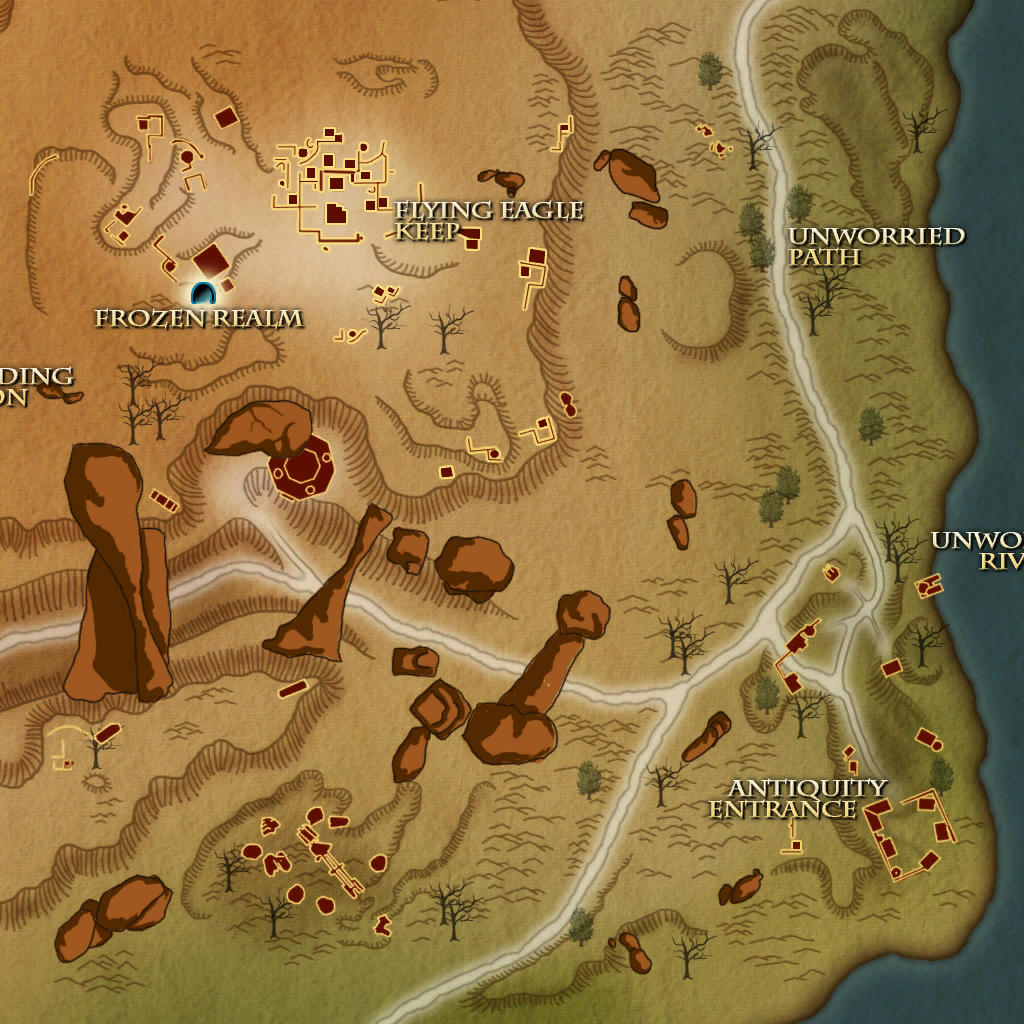 FLYING EAGLE
KEEP
UNWORRIED
PATH
FROZEN REALM
DING
ON
UNWO
RIV
ANTIQUITY
ENTRANCE